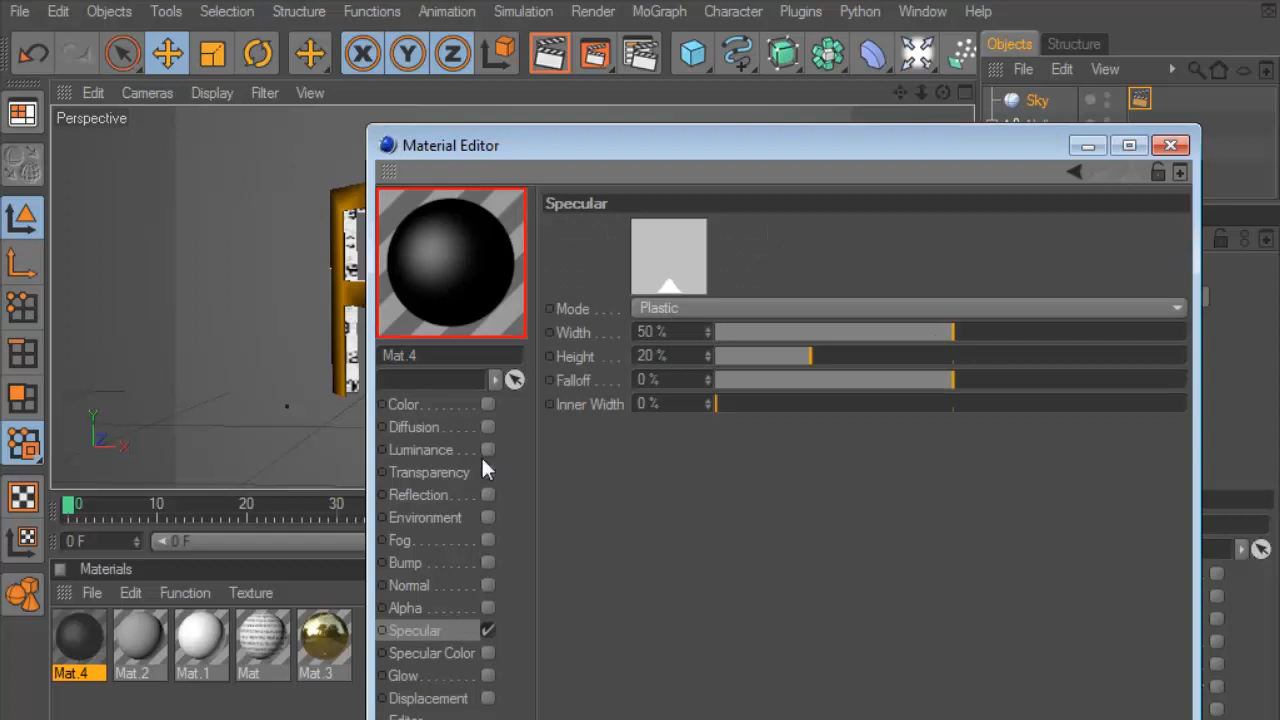 File Edit Objects Tools Selection Structure Functions Animation Simulation Render MoGraph Character Plugins Python Window Help
X Y Z
Objects Structure
File Edit View
Edit Cameras Display Filter View
Sky
Perspective
Material Editor
Specular
Mode . . . . Plastic
Width . . . . 50 %
Mat.4
Height . . . 20 %
Falloff . . . . 0 %
Inner Width 0 %
Color. . . . . . .
Diffusion . . . . .
Luminance . . .
Transparency
Reflection. . . .
Environment
Fog. . . . . . . .
Bump . . . . . . .
Normal . . . . .
Alpha . . . . . . .
Specular
Specular Color
Glow . . . . . . .
Displacement
Y
Z X
0 10 20 30
0 F 0 F
Materials
File Edit Function Texture
Mat.4 Mat.2 Mat.1 Mat Mat.3